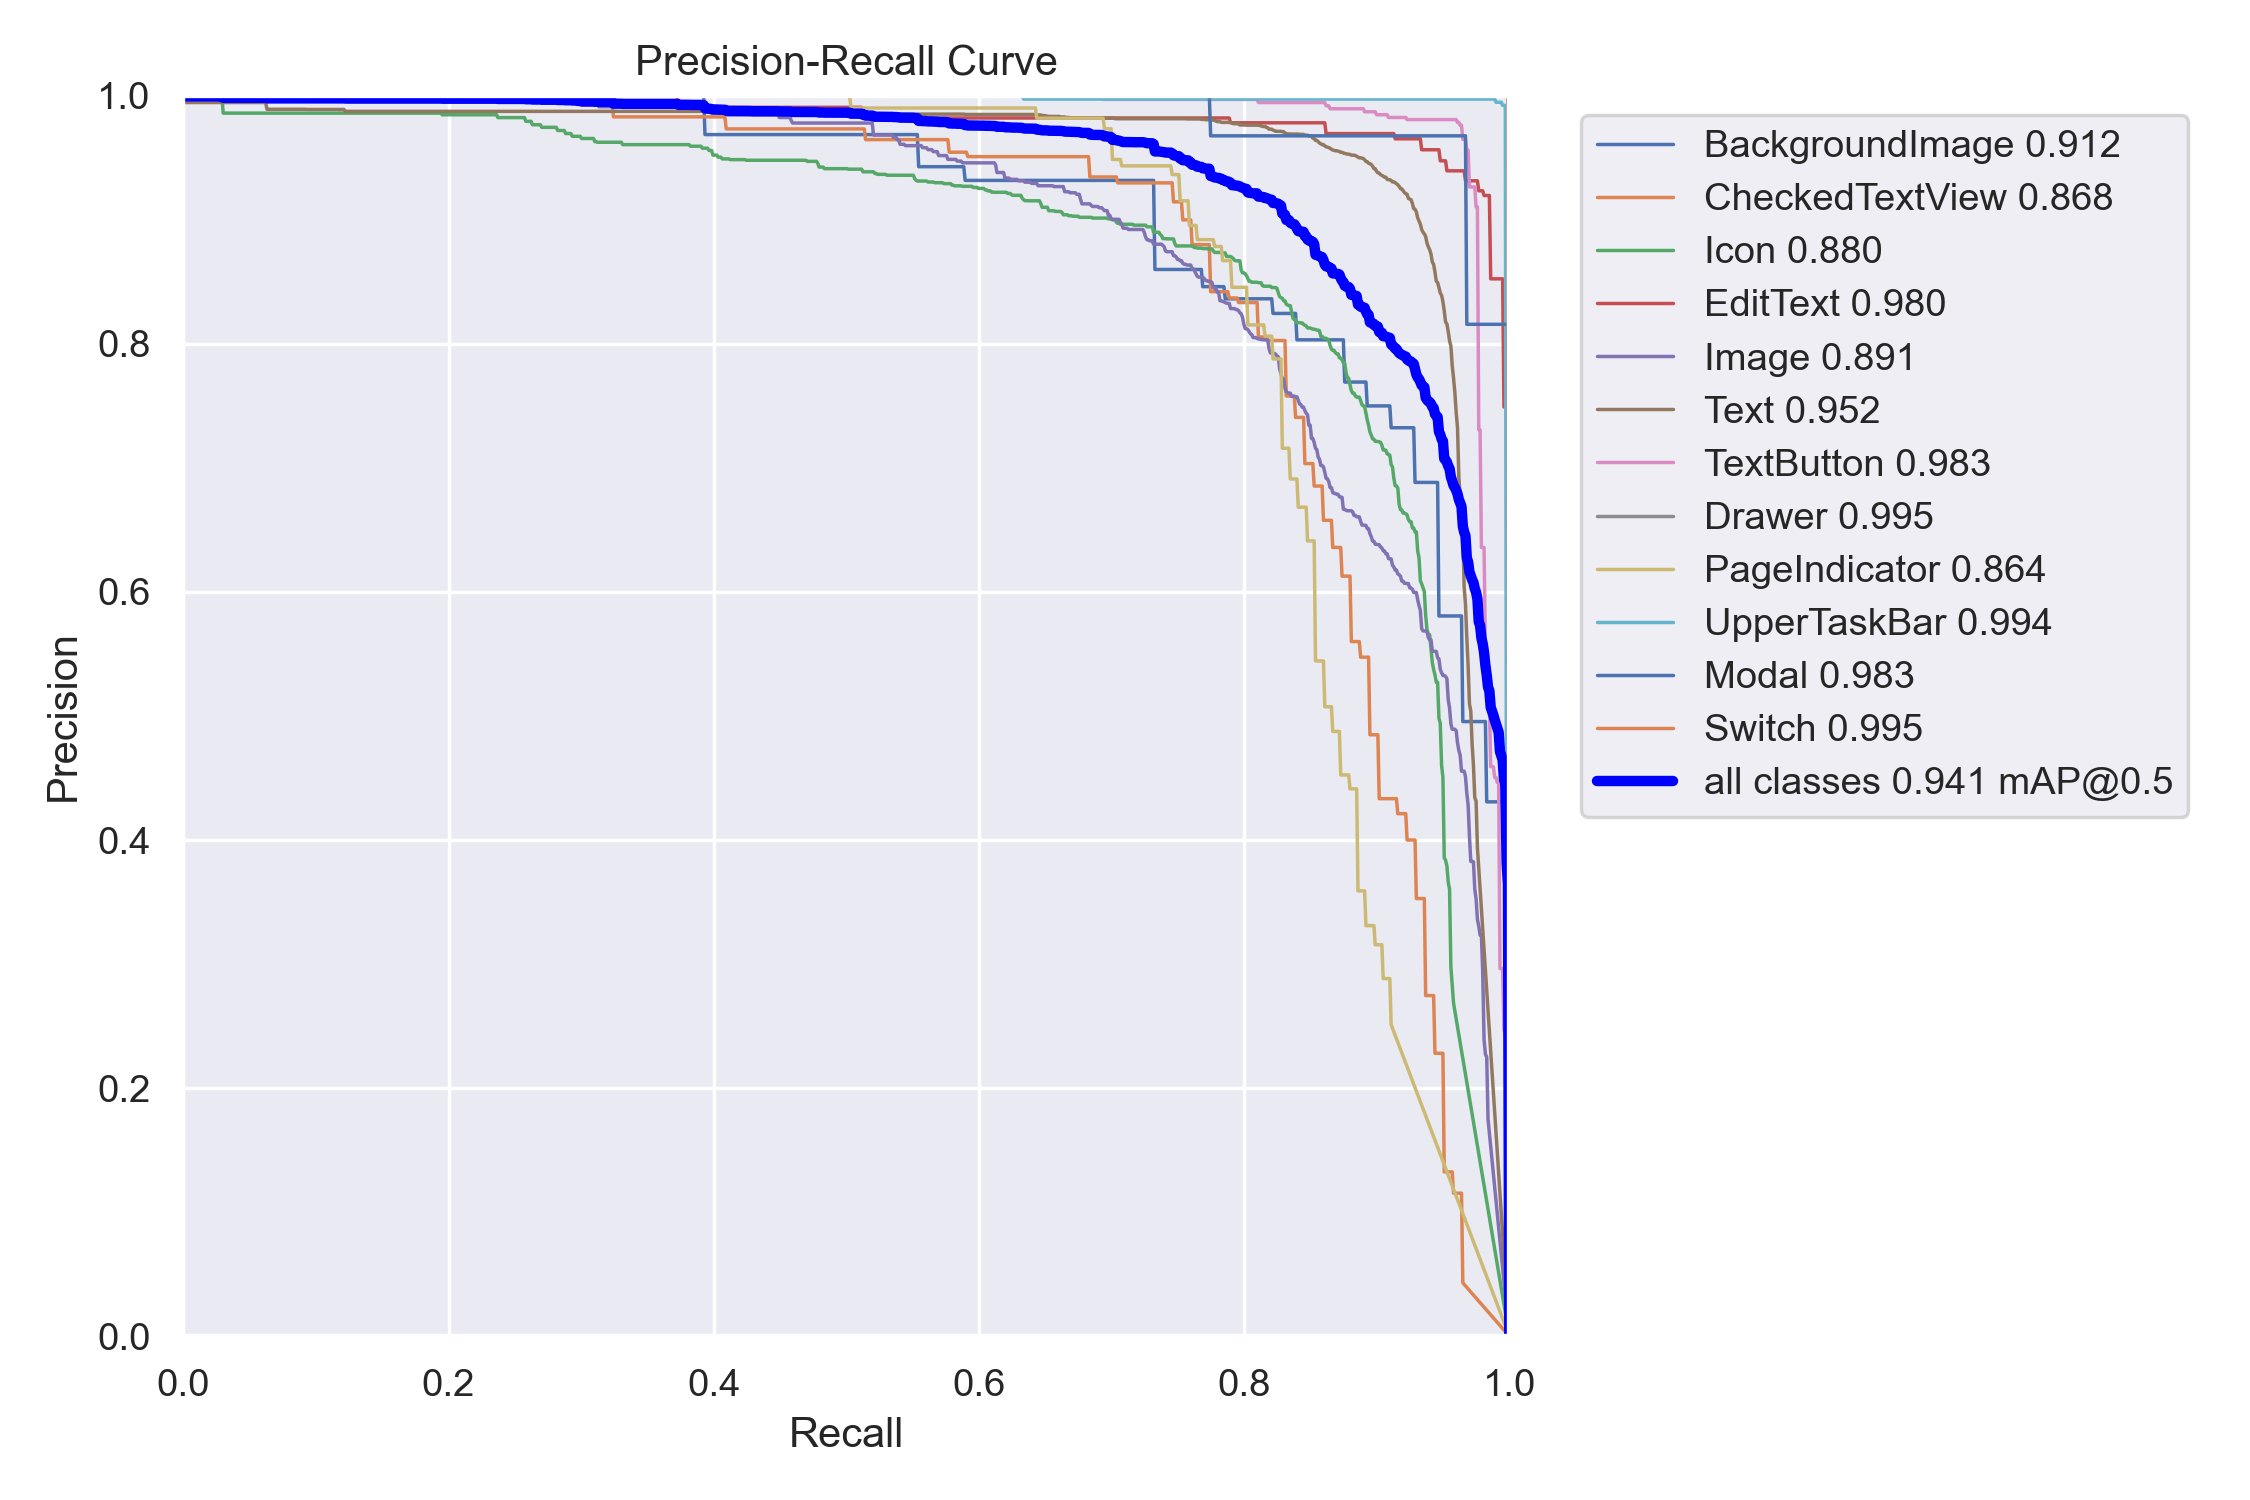 Precision-Recall Curve
1.0
0.8
0.6
0.4
0.2
0.0
Precision
0.0 0.2 0.4 0.6 0.8 1.0
Recall
BackgroundImage 0.912
CheckedTextView 0.868
Icon 0.880
EditText 0.980
Image 0.891
Text 0.952
TextButton 0.983
Drawer 0.995
PageIndicator 0.864
UpperTaskBar 0.994
Modal 0.983
Switch 0.995
all classes 0.941 mAP@0.5